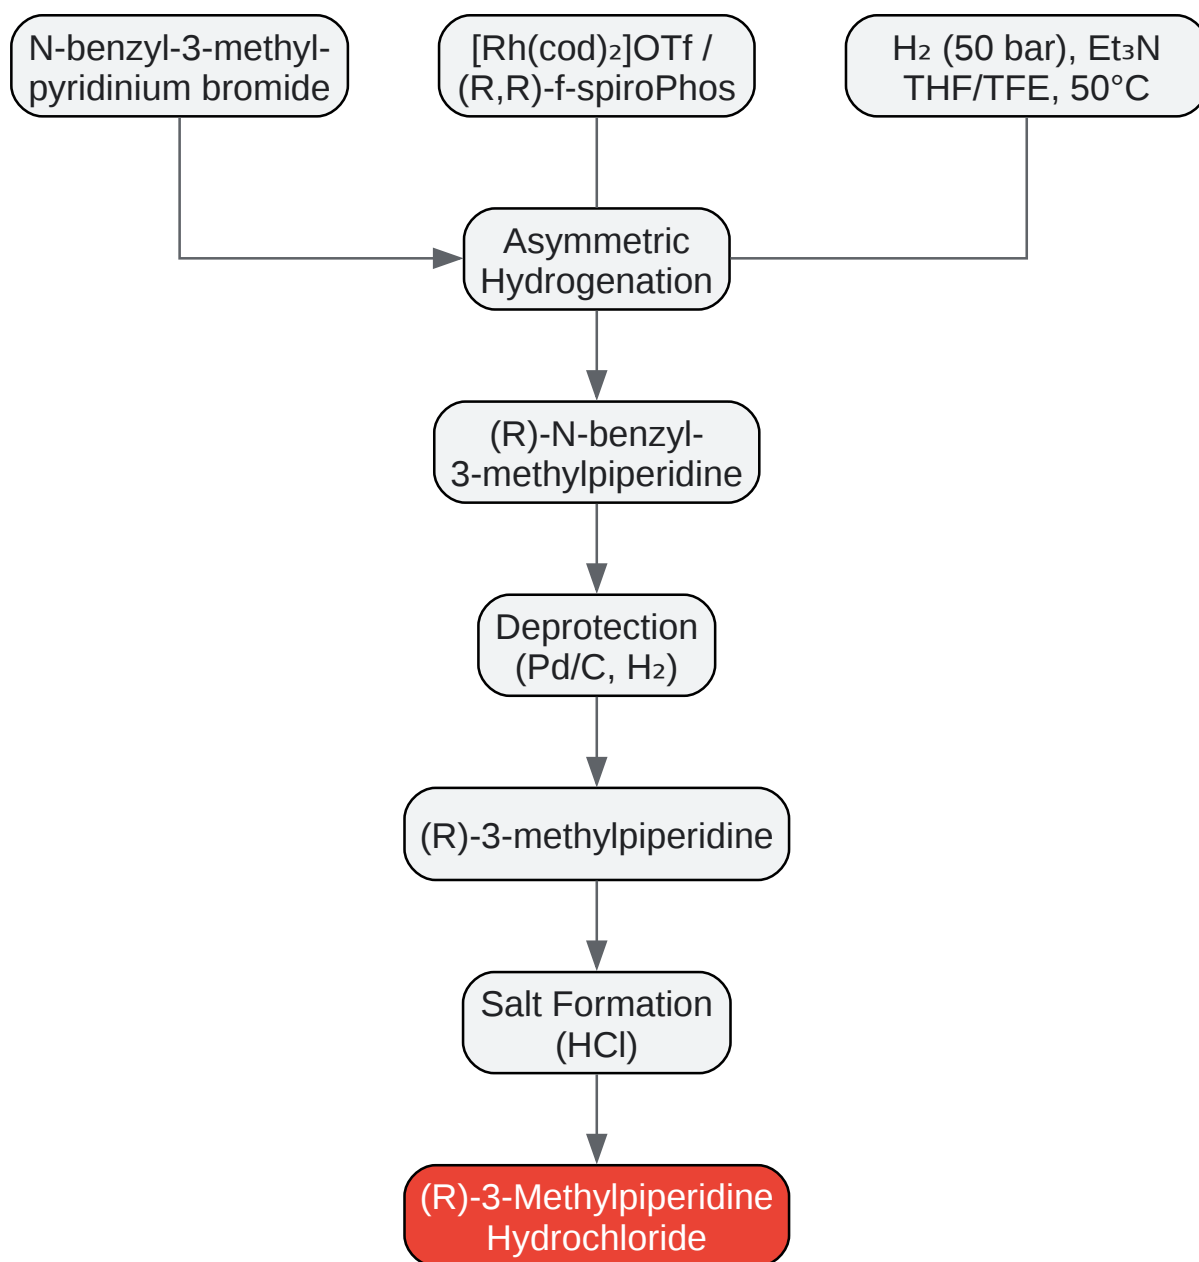 N-benzyl-3-methyl-
pyridinium bromide
[Rh(cod)₂]OTf /
(R,R)-f-spiroPhos
H₂ (50 bar), Et₃N
THF/TFE, 50°C
Asymmetric
Hydrogenation
(R)-N-benzyl-
3-methylpiperidine
Deprotection
(Pd/C, H₂)
(R)-3-methylpiperidine
Salt Formation
(HCl)
(R)-3-Methylpiperidine
Hydrochloride